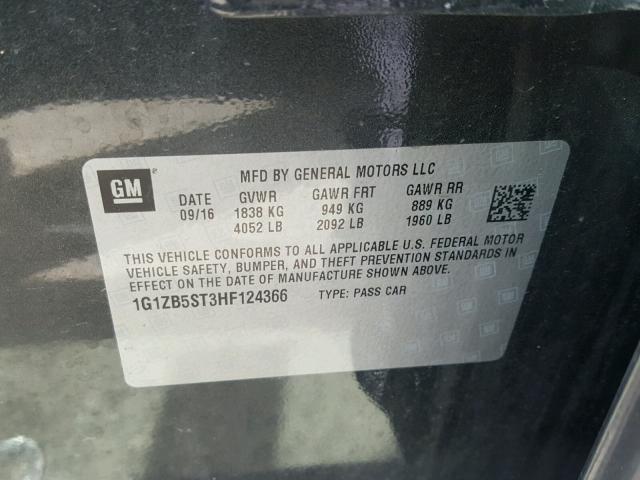 GM
MFD BY GENERAL MOTORS LLC
DATE GVWR GAWR FRT GAWR RR
09/16 1838 KG 949 KG 889 KG
4052 LB 2092 LB 1960 LB
THIS VEHICLE CONFORMS TO ALL APPLICABLE U.S. FEDERAL MOTOR
VEHICLE SAFETY, BUMPER, AND THEFT PREVENTION STANDARDS IN
EFFECT ON THE DATE OF MANUFACTURE SHOWN ABOVE.
1G1ZB5ST3HF124366 TYPE: PASS CAR